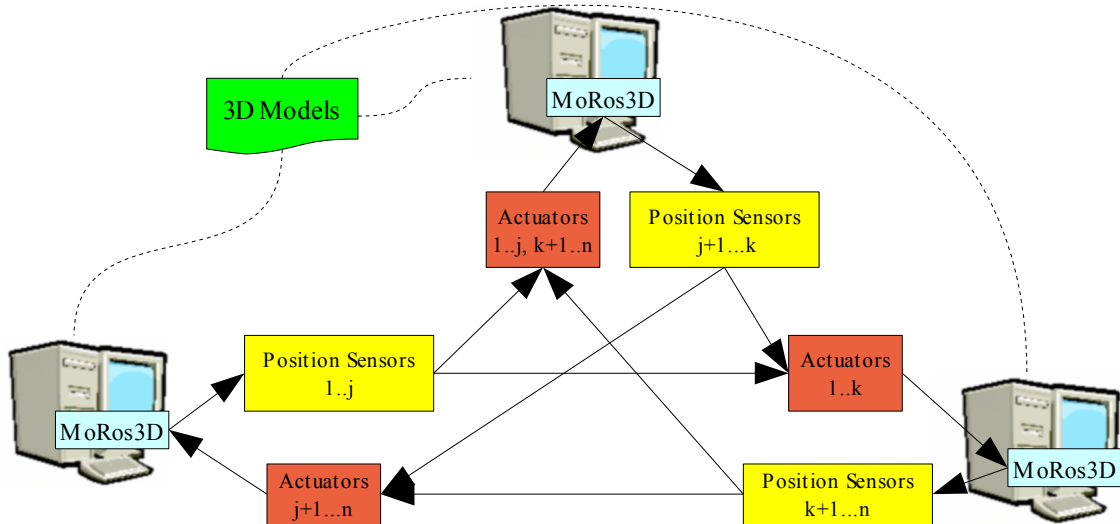 MoRos3D
3D Models
Actuators
1..j, k+1..n
Position Sensors
j+1...k
Position Sensors
1..j
Actuators
1..k
MoRos3D
Actuators
j+1...n
Position Sensors
k+1...n
MoRos3D